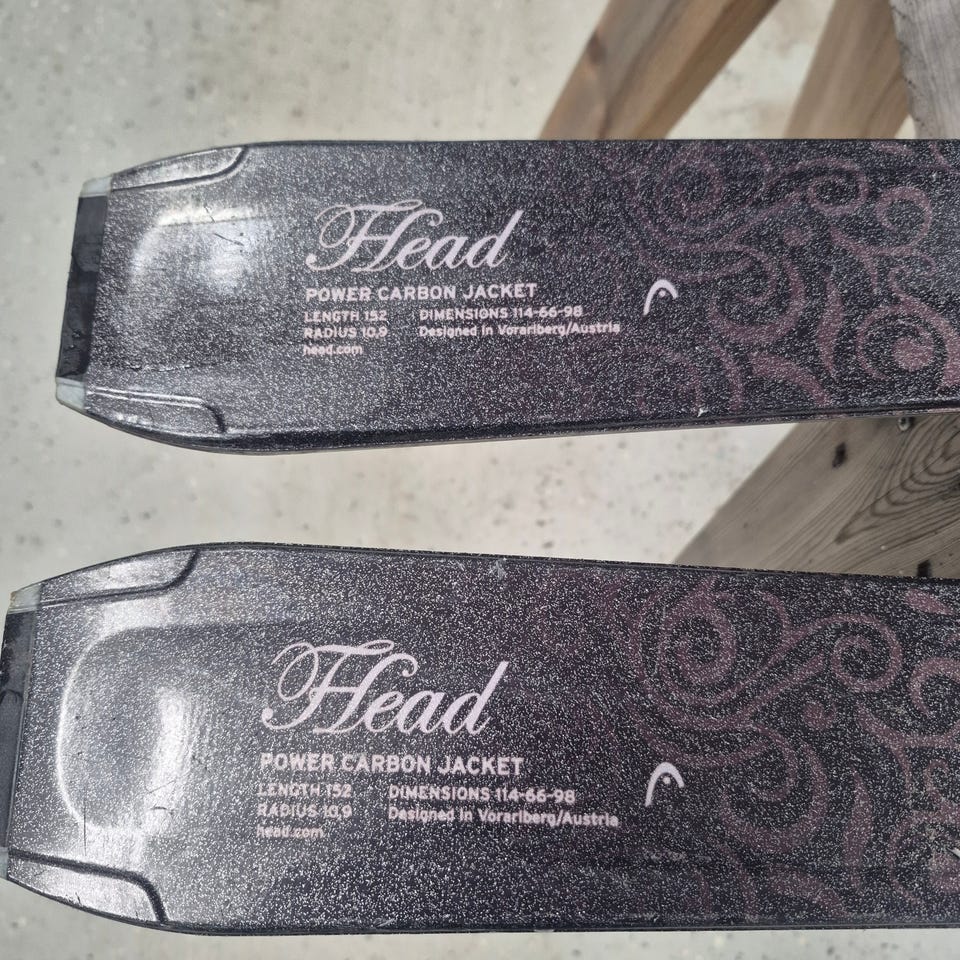 Head
POWER CARBON JACKET
LENGTH 152 DIMENSIONS 114-66-98
RADIUS 10.9 Designed in Vorarlberg/Austria
head.com
Head
POWER CARBON JACKET
LENGTH 152 DIMENSIONS 114-66-98
RADIUS 10.9 Designed in Vorarlberg/Austria
head.com